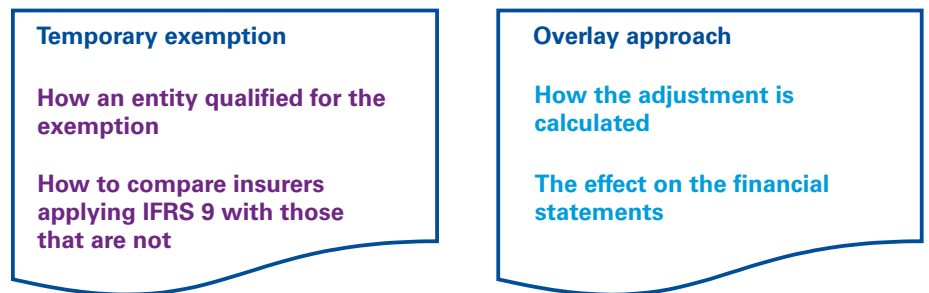 Temporary exemption
How an entity qualified for the
exemption
How to compare insurers
applying IFRS 9 with those
that are not
Overlay approach
How the adjustment is
calculated
The effect on the financial
statements